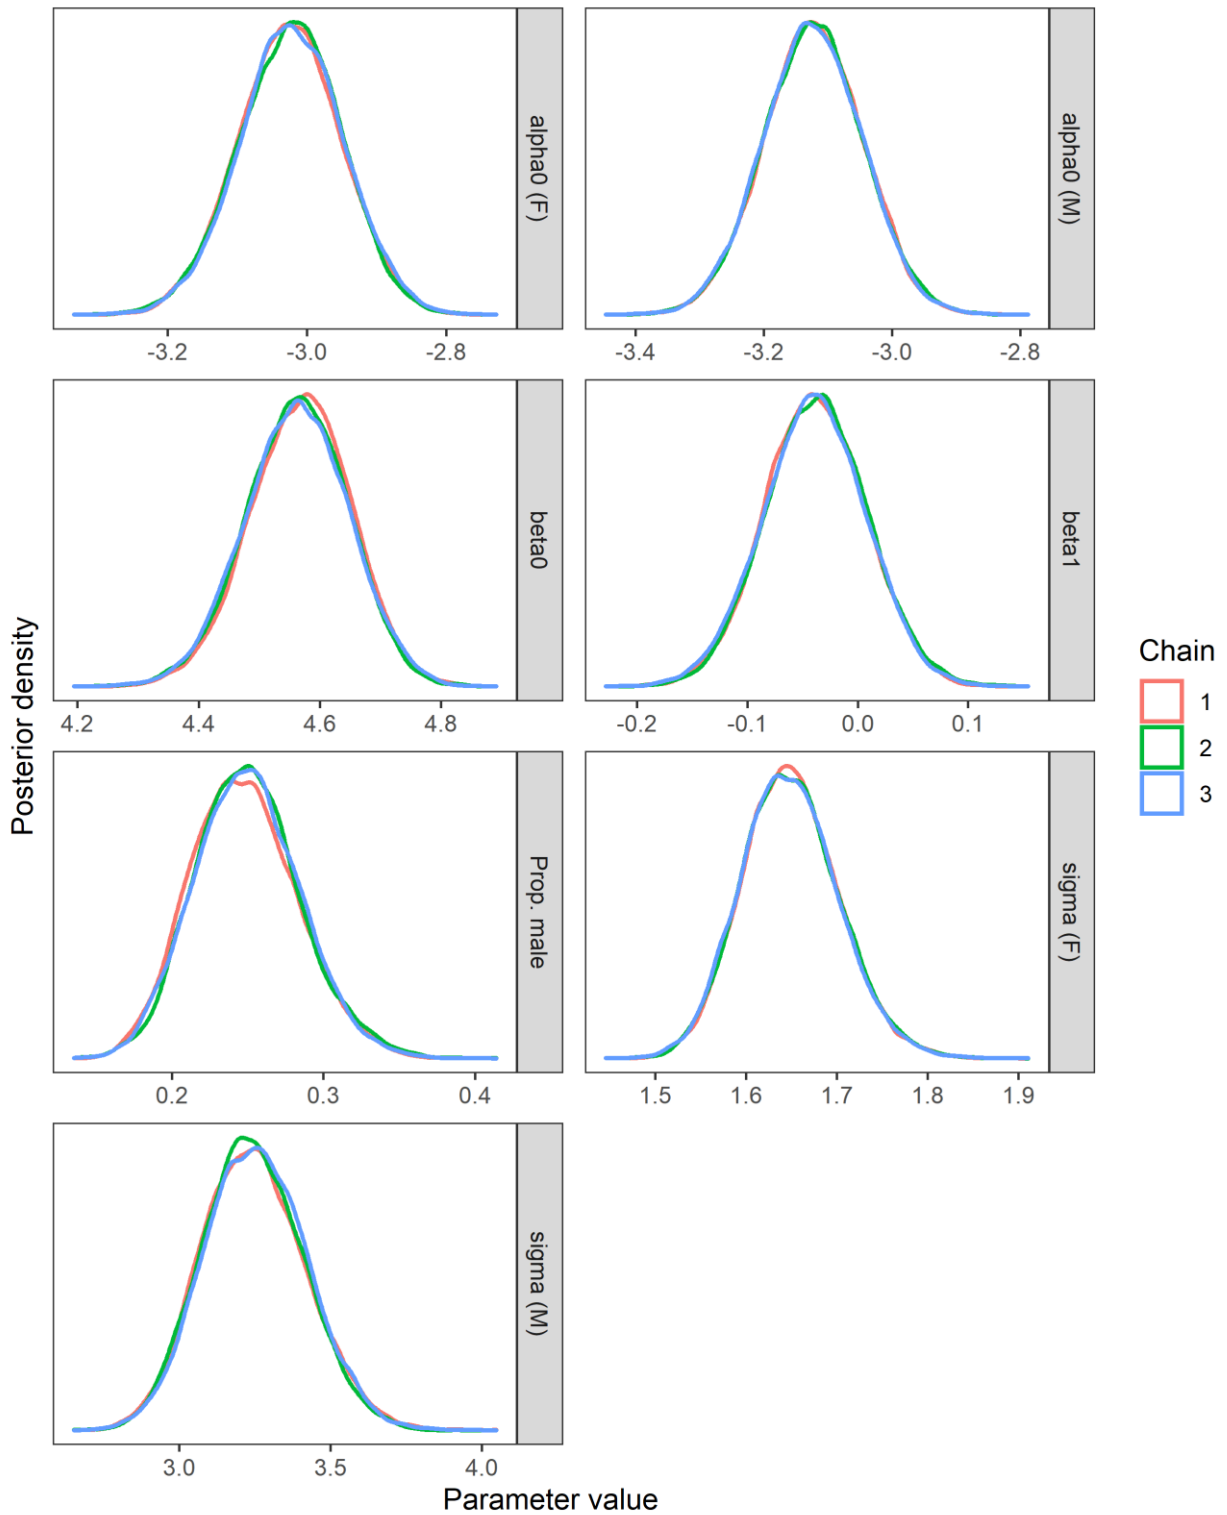 alpha0 (F)
-3.2 -3.0 -2.8
alpha0 (M)
-3.4 -3.2 -3.0 -2.8
beta0
4.2 4.4 4.6 4.8
beta1
-0.2 -0.1 0.0 0.1
Prop. male
0.2 0.3 0.4
sigma (F)
1.5 1.6 1.7 1.8 1.9
sigma (M)
3.0 3.5 4.0
Posterior density
Parameter value
Chain
1
2
3